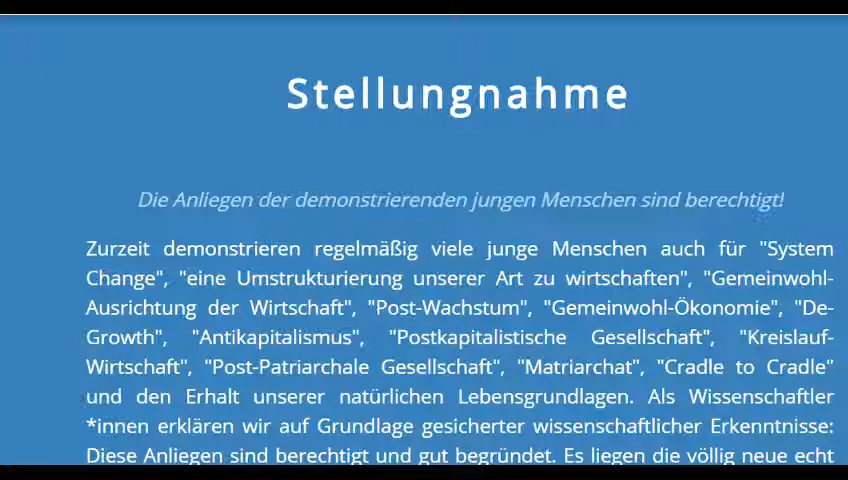 Stellungnahme
Die Anliegen der demonstrierenden jungen Menschen sind berechtigt!
Zurzeit demonstrieren regelmäßig viele junge Menschen auch für "System
Change", "eine Umstrukturierung unserer Art zu wirtschaften", "Gemeinwohl-
Ausrichtung der Wirtschaft", "Post-Wachstum", "Gemeinwohl-Ökonomie", "De-
Growth", "Antikapitalismus", "Postkapitalistische Gesellschaft", "Kreislauf-
Wirtschaft", "Post-Patriarchale Gesellschaft", "Matriarchat", "Cradle to Cradle"
und den Erhalt unserer natürlichen Lebensgrundlagen. Als Wissenschaftler
*innen erklären wir auf Grundlage gesicherter wissenschaftlicher Erkenntnisse:
Diese Anliegen sind berechtigt und gut begründet. Es liegen die völlig neue echt